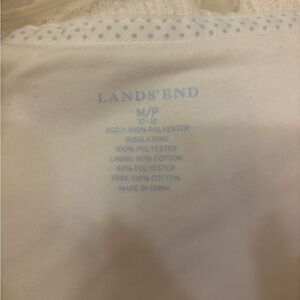 LANDS' END
M/P
10-12
BODY: 100% POLYESTER
INSULATION:
100% POLYESTER
LINING: 60% COTTON
40% POLYESTER
TRIM: 100% COTTON
MADE IN CHINA